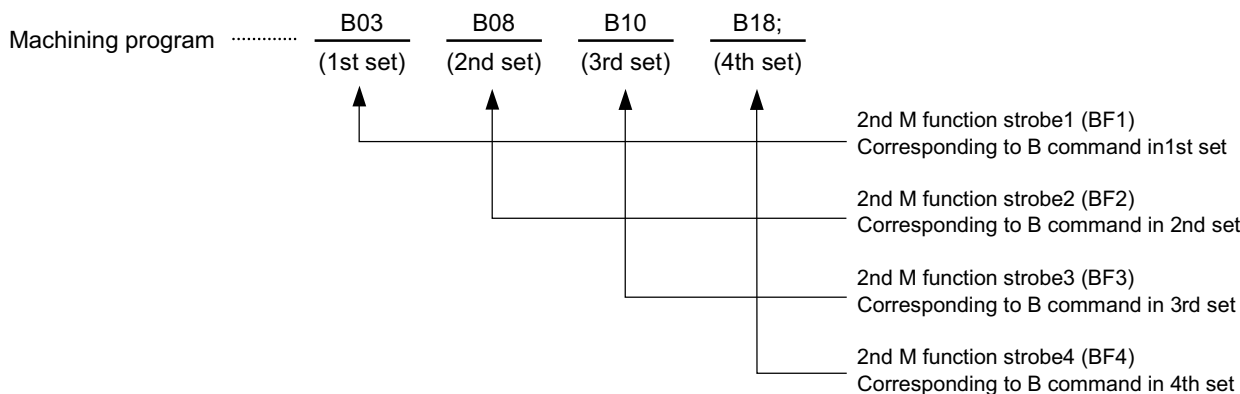 Machining program ............. B03 B08 B10 B18;
(1st set) (2nd set) (3rd set) (4th set)
2nd M function strobe1 (BF1)
Corresponding to B command in1st set
2nd M function strobe2 (BF2)
Corresponding to B command in 2nd set
2nd M function strobe3 (BF3)
Corresponding to B command in 3rd set
2nd M function strobe4 (BF4)
Corresponding to B command in 4th set